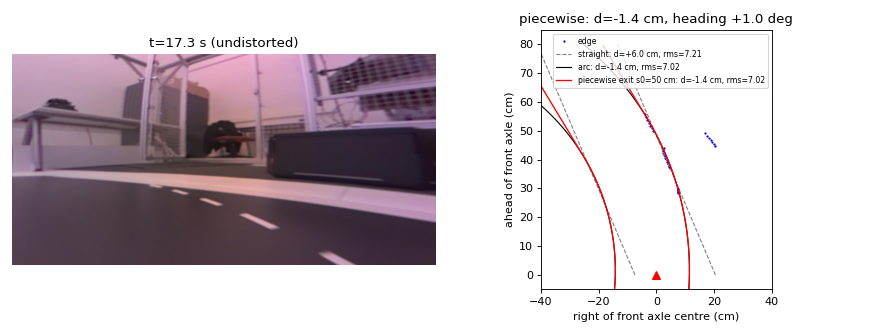 t=17.3 s (undistorted)
piecewise: d=-1.4 cm, heading +1.0 deg
edge
straight: d=+6.0 cm, rms=7.21
arc: d=-1.4 cm, rms=7.02
piecewise exit s0=50 cm: d=-1.4 cm, rms=7.02
ahead of front axle (cm)
80
70
60
50
40
30
20
10
0
−40
−20
0
20
40
right of front axle centre (cm)